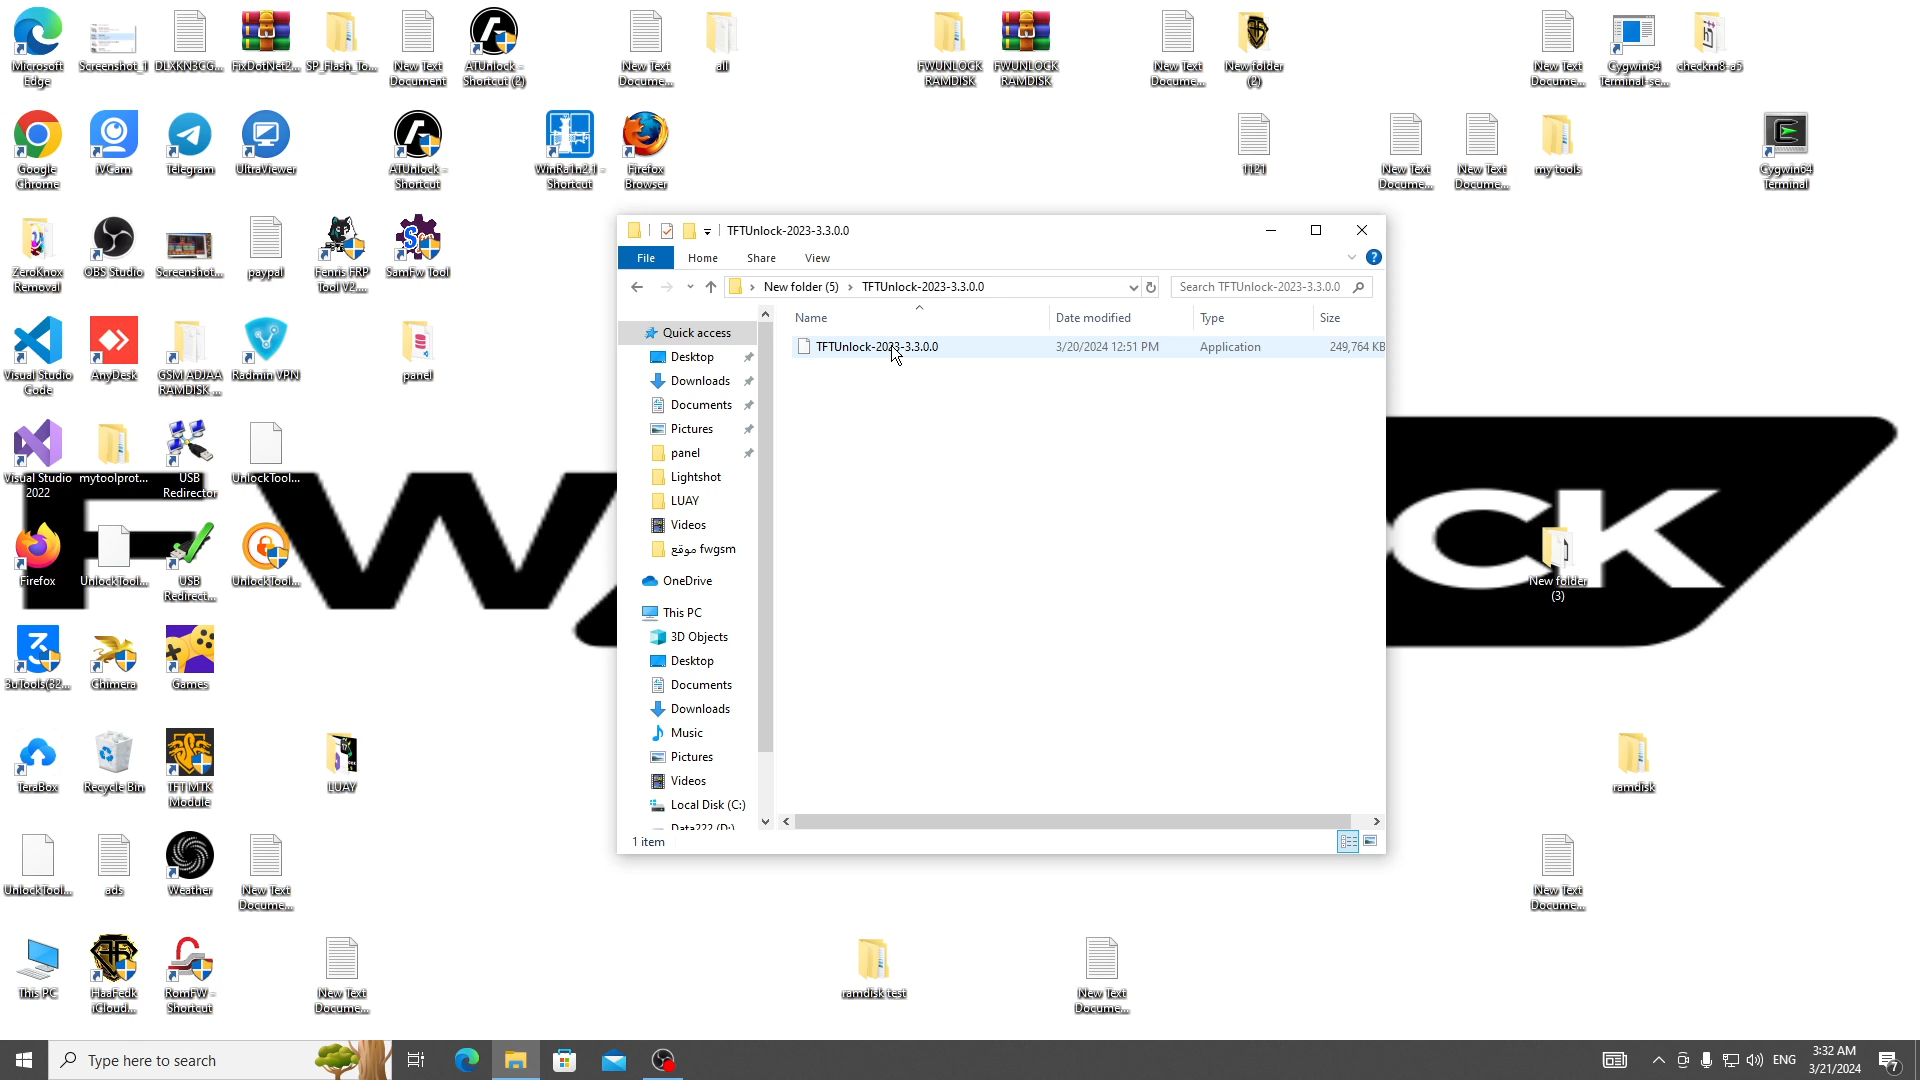 Microsoft Edge
Screenshot_1
DLXKN3CG...
FixDotNet2...
SP_Flash_To...
New Text Document
ATUnlock - Shortcut (2)
New Text Docume...
all
FWUNLOCK RAMDISK
FWUNLOCK RAMDISK
New Text Docume...
New folder (2)
New Text Docume...
Cygwin64 Terminal-se...
checkm8-a5
Google Chrome
iVCam
Telegram
UltraViewer
ATUnlock - Shortcut
WinRa1n2.1 - Shortcut
Firefox Browser
1121
New Text Docume...
New Text Docume...
my tools
Cygwin64 Terminal
ZeroKnox Removal
OBS Studio
Screenshot...
paypal
Fenris FRP Tool V2....
SamFw Tool
Visual Studio Code
AnyDesk
GSM ADJAA RAMDISK ...
Radmin VPN
panel
Visual Studio 2022
mytoolprot...
USB Redirector
UnlockTool...
Firefox
UnlockTool...
USB Redirect...
UnlockTool...
New folder (3)
3uTools(32...
Chimera
Games
TeraBox
Recycle Bin
TFT MTK Module
LUAY
ramdisk
UnlockTool...
ads
Weather
New Text Docume...
New Text Docume...
This PC
HaaFedk iCloud...
RomFW - Shortcut
New Text Docume...
ramdisk test
New Text Docume...
TFTUnlock-2023-3.3.0.0
File Home Share View
New folder (5) TFTUnlock-2023-3.3.0.0
Search TFTUnlock-2023-3.3.0.0
Quick access
Desktop
Downloads
Documents
Pictures
panel
Lightshot
LUAY
Videos
موقع fwgsm
OneDrive
This PC
3D Objects
Desktop
Documents
Downloads
Music
Pictures
Videos
Local Disk (C:)
Data222 (D:)
Name Date modified Type Size
TFTUnlock-2023-3.3.0.0 3/20/2024 12:51 PM Application 249,764 KB
1 item
Type here to search
ENG
3:32 AM
3/21/2024
7